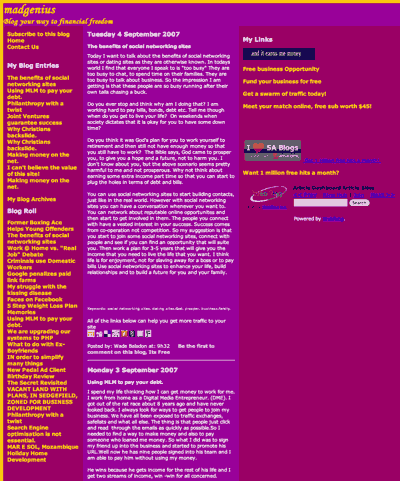 madgenius
Blog your way to financial freedom
Subscribe to this blog
Home
Contact Us
My Blog Entries
The benefits of social
networking sites
Using MLM to pay your
debt.
Philanthropy with a
twist
Joint Ventures
guarantee success
Why Christians
backslide.
Why Christians
backslide.
Making money on the
net.
I can't believe the value
of this site!
Making money on the
net.
My Blog Archives
Blog Roll
Former Boxing Ace
Helps Young Offenders
The benefits of social
networking sites
Work @ Home vs. "Real
Job" Debate
Criminals use Domestic
Workers
Google penalizes paid
link farms
My struggle with the
kissing disease
Faces on Facebook
5 Step Weight Loss Plan
Memories
Using MLM to pay your
debt.
We are upgrading our
systems to PHP
What to do with Ex-
Boyfriends
IN order to simplify
many things
New Pedal Ad Client
Birthday Review
The Secret Revisited
VACANT LAND WITH
PLANS, IN SEDGEFIELD,
ZONED FOR BUSINESS
DEVELOPMENT
Philanthropy with a
twist
Search Engine
optimisation is not
essential.
MAR E SOL, Mozambique
Holiday Home
Development
Tuesday 4 September 2007
The benefits of social networking sites
Today I want to talk about the benefits of social networking
sites or dating sites as they are otherwise known. In todays
world I find that everyone I speak to is "too busy" They are
too busy to chat, to spend time on their families. They are
too busy to talk about business. So the impression I am
getting is that these people are so busy running after their
own tails chasing a buck.
Do you ever stop and think why am I doing that? I am
working hard to pay bills, bonds, debt etc. Tell me though
when do you get to live your life? On weekends when
society dictates that it is okay for you to have some down
time?
Do you think it was God's plan for you to work yourself to
retirement and then still not have enough money so that
you still have to work? The Bible says, God came to prosper
you, to give you a hope and a future, not to harm you. I
don't know about you, but the above scenario seems pretty
harmful to me and not prosperous. Why not think about
earning some extra income part time so that you can start to
plug the holes in terms of debt and bills.
You can use social networking sites to start building contacts,
just like in the real world. However with social networking
sites you can have a conversation whenever you want to.
You can network about reputable online opportunities and
then start to get involved in them. The people you connect
with have a vested interest in your success. Success comes
from co-operation not competition. So my suggestion is that
you start to join some social networking sites, connect with
people and see if you can find an opportunity that will suite
you. Then work a plan for 3-5 years that will give you the
income that you need to live the life that you want. I think
life is for enjoyment, not for slaving away for a boss or to pay
bills Use social networking sites to enhance your life, build
relationships and to build a future for you and your family.
All of the links below can help you get more traffic to your
site
Posted by: Wade Balsdon at 9h32 Be the first to
comment on this blog, Its Free
Monday 3 September 2007
Using MLM to pay your debt.
I spend my life thinking how I can get money to work for me.
I work from home as a Digital Media Entrepreneur. (DME). I
got out of the rat race about 8 years ago and have never
looked back. I always look for ways to get people to join my
business. We have all been exposed to traffic exchanges,
safelists and what all else. The thing is that people just click
and read through the emails as quickly as possible.So I
needed to find a way to make money and also to pay
someone who loaned me money. So what I did was to sign
my friend up into the business and started to promote his
URL.Well now he has nine people signed into his team and I
am able to pay him without using my money.
He wins because he gets income for the rest of his life and I
get two streams of income, win -win for all concerned.
My Links
and it earns me money
Free business Opportunity
Fund your business for free
Get a swarm of traffic today!
Meet your match online, free sub worth $45!
I SA Blogs
Want 1 million free hits a month?
Search
Powered by